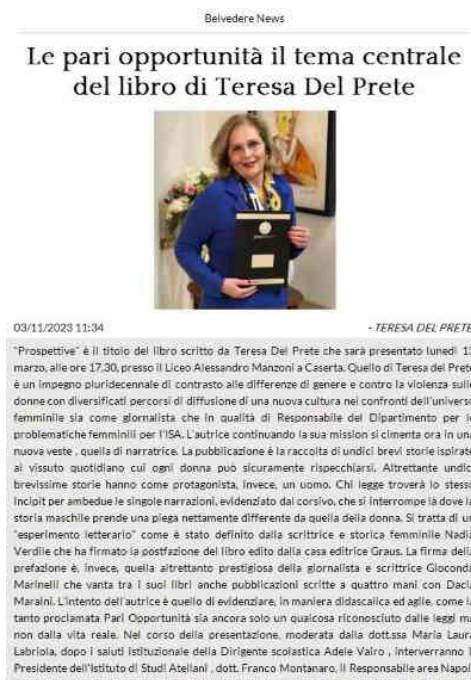 Belvedere News
Le pari opportunità il tema centrale
del libro di Teresa Del Prete
03/11/2023 11:34
- TERESA DEL PRETE
"Prospettive" è il titolo del libro scritto da Teresa Del Prete che sarà presentato lunedì 13
marzo, alle ore 17,30, presso il Liceo Alessandro Manzoni a Caserta. Quello di Teresa del Prete
è un impegno pluridecennale di contrasto alle differenze di genere e contro la violenza sulle
donne con diversificati percorsi di diffusione di una nuova cultura nei confronti dell'universo
femminile sia come giornalista che in qualità di Responsabile del Dipartimento per le
problematiche femminili per l'ISA. L'autrice continuando la sua mission si cimenta ora in una
nuova veste , quella di narratrice. La pubblicazione è la raccolta di undici brevi storie ispirate
al vissuto quotidiano cui ogni donna può sicuramente rispecchiarsi. Altrettante undici
brevissime storie hanno come protagonista, invece, un uomo. Chi legge troverà lo stesso
incipit per ambedue le singole narrazioni, evidenziato dal corsivo, che si interrompe là dove la
storia maschile prende una piega nettamente differente da quella della donna. Si tratta di un
"esperimento letterario" come è stato definito dalla scrittrice e storica femminile Nadia
Verdile che ha firmato la postfazione del libro edito dalla casa editrice Graus. La firma della
prefazione è, invece, quella altrettanto prestigiosa della giornalista e scrittrice Gioconda
Marinelli che vanta tra i suoi libri anche pubblicazioni scritte a quattro mani con Dacia
Maraini. L'intento dell'autrice è quello di evidenziare, in maniera didascalica ed agile, come la
tanto proclamata Pari Opportunità sia ancora solo un qualcosa riconosciuto dalle leggi ma
non dalla vita reale. Nel corso della presentazione, moderata dalla dott.ssa Maria Laura
Labriola, dopo i saluti istituzionale della Dirigente scolastica Adele Vairo , interverranno il
Presidente dell'Istituto di Studi Atellani , dott. Franco Montanaro, il Responsabile area Napoli